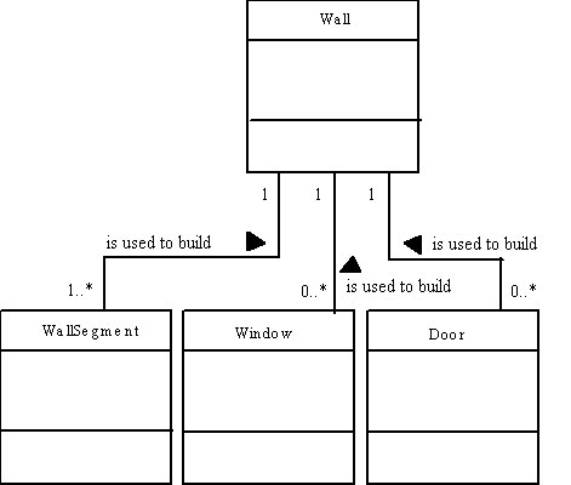 Wall
1
1
1
is used to build
is used to build
is used to build
1..*
0..*
0..*
WallSegment
Window
Door